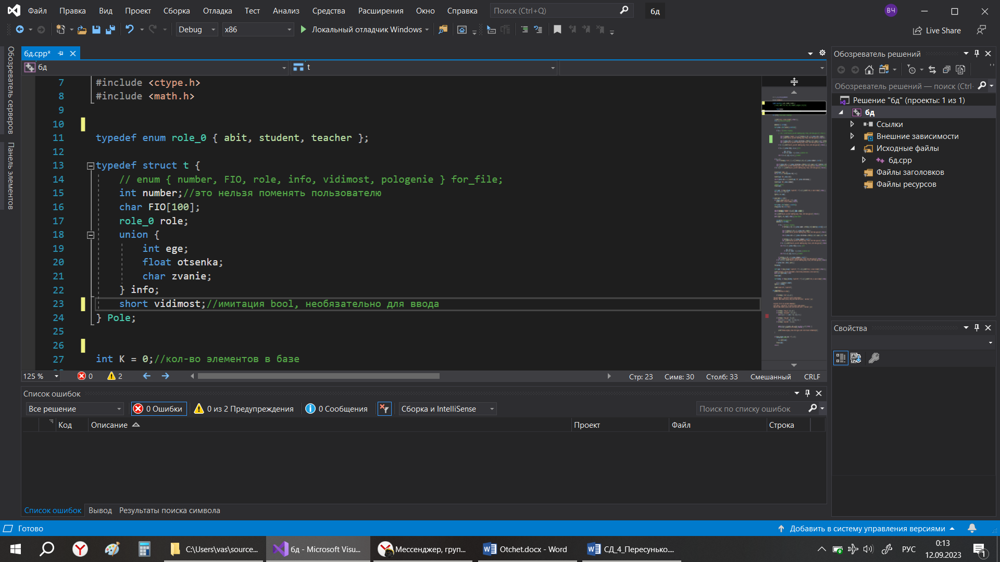 Файл Правка Вид Проект Сборка Отладка Тест Анализ Средства Расширения Окно Справка Поиск (Ctrl+Q) бд ВЧ
Debug x86 Локальный отладчик Windows Live Share
Обозреватель серверов
Панель элементов
бд.cpp*
бд t
7 #include <ctype.h>
8 #include <math.h>
9
10
11 typedef enum role_0 { abit, student, teacher };
12
13 typedef struct t {
14 // enum { number, FIO, role, info, vidimost, pologenie } for_file;
15 int number;//это нельзя поменять пользователю
16 char FIO[100];
17 role_0 role;
18 union {
19 int ege;
20 float otsenka;
21 char zvanie;
22 } info;
23 short vidimost;//имитация bool, необязательно для ввода
24 } Pole;
25
26
27 int K = 0;//кол-во элементов в базе
125 % 0 2 Стр: 23 Симв: 30 Столб: 33 Смешанный CRLF
Список ошибок
Все решение 0 Ошибки 0 из 2 Предупреждения 0 Сообщения Сборка и IntelliSense Поиск по списку ошибок
Код Описание Проект Файл Строка
Список ошибок Вывод Результаты поиска символа
Обозреватель решений
Обозреватель решений — поиск (Ctrl-
Решение "бд" (проекты: 1 из 1)
бд
Ссылки
Внешние зависимости
Исходные файлы
бд.cpp
Файлы заголовков
Файлы ресурсов
Свойства
Готово Добавить в систему управления версиями
C:\Users\vas\source... бд - Microsoft Visu... Мессенджер, груп... Otchet.docx - Word СД_4_Пересунько.... РУС 0:13
12.09.2023 1